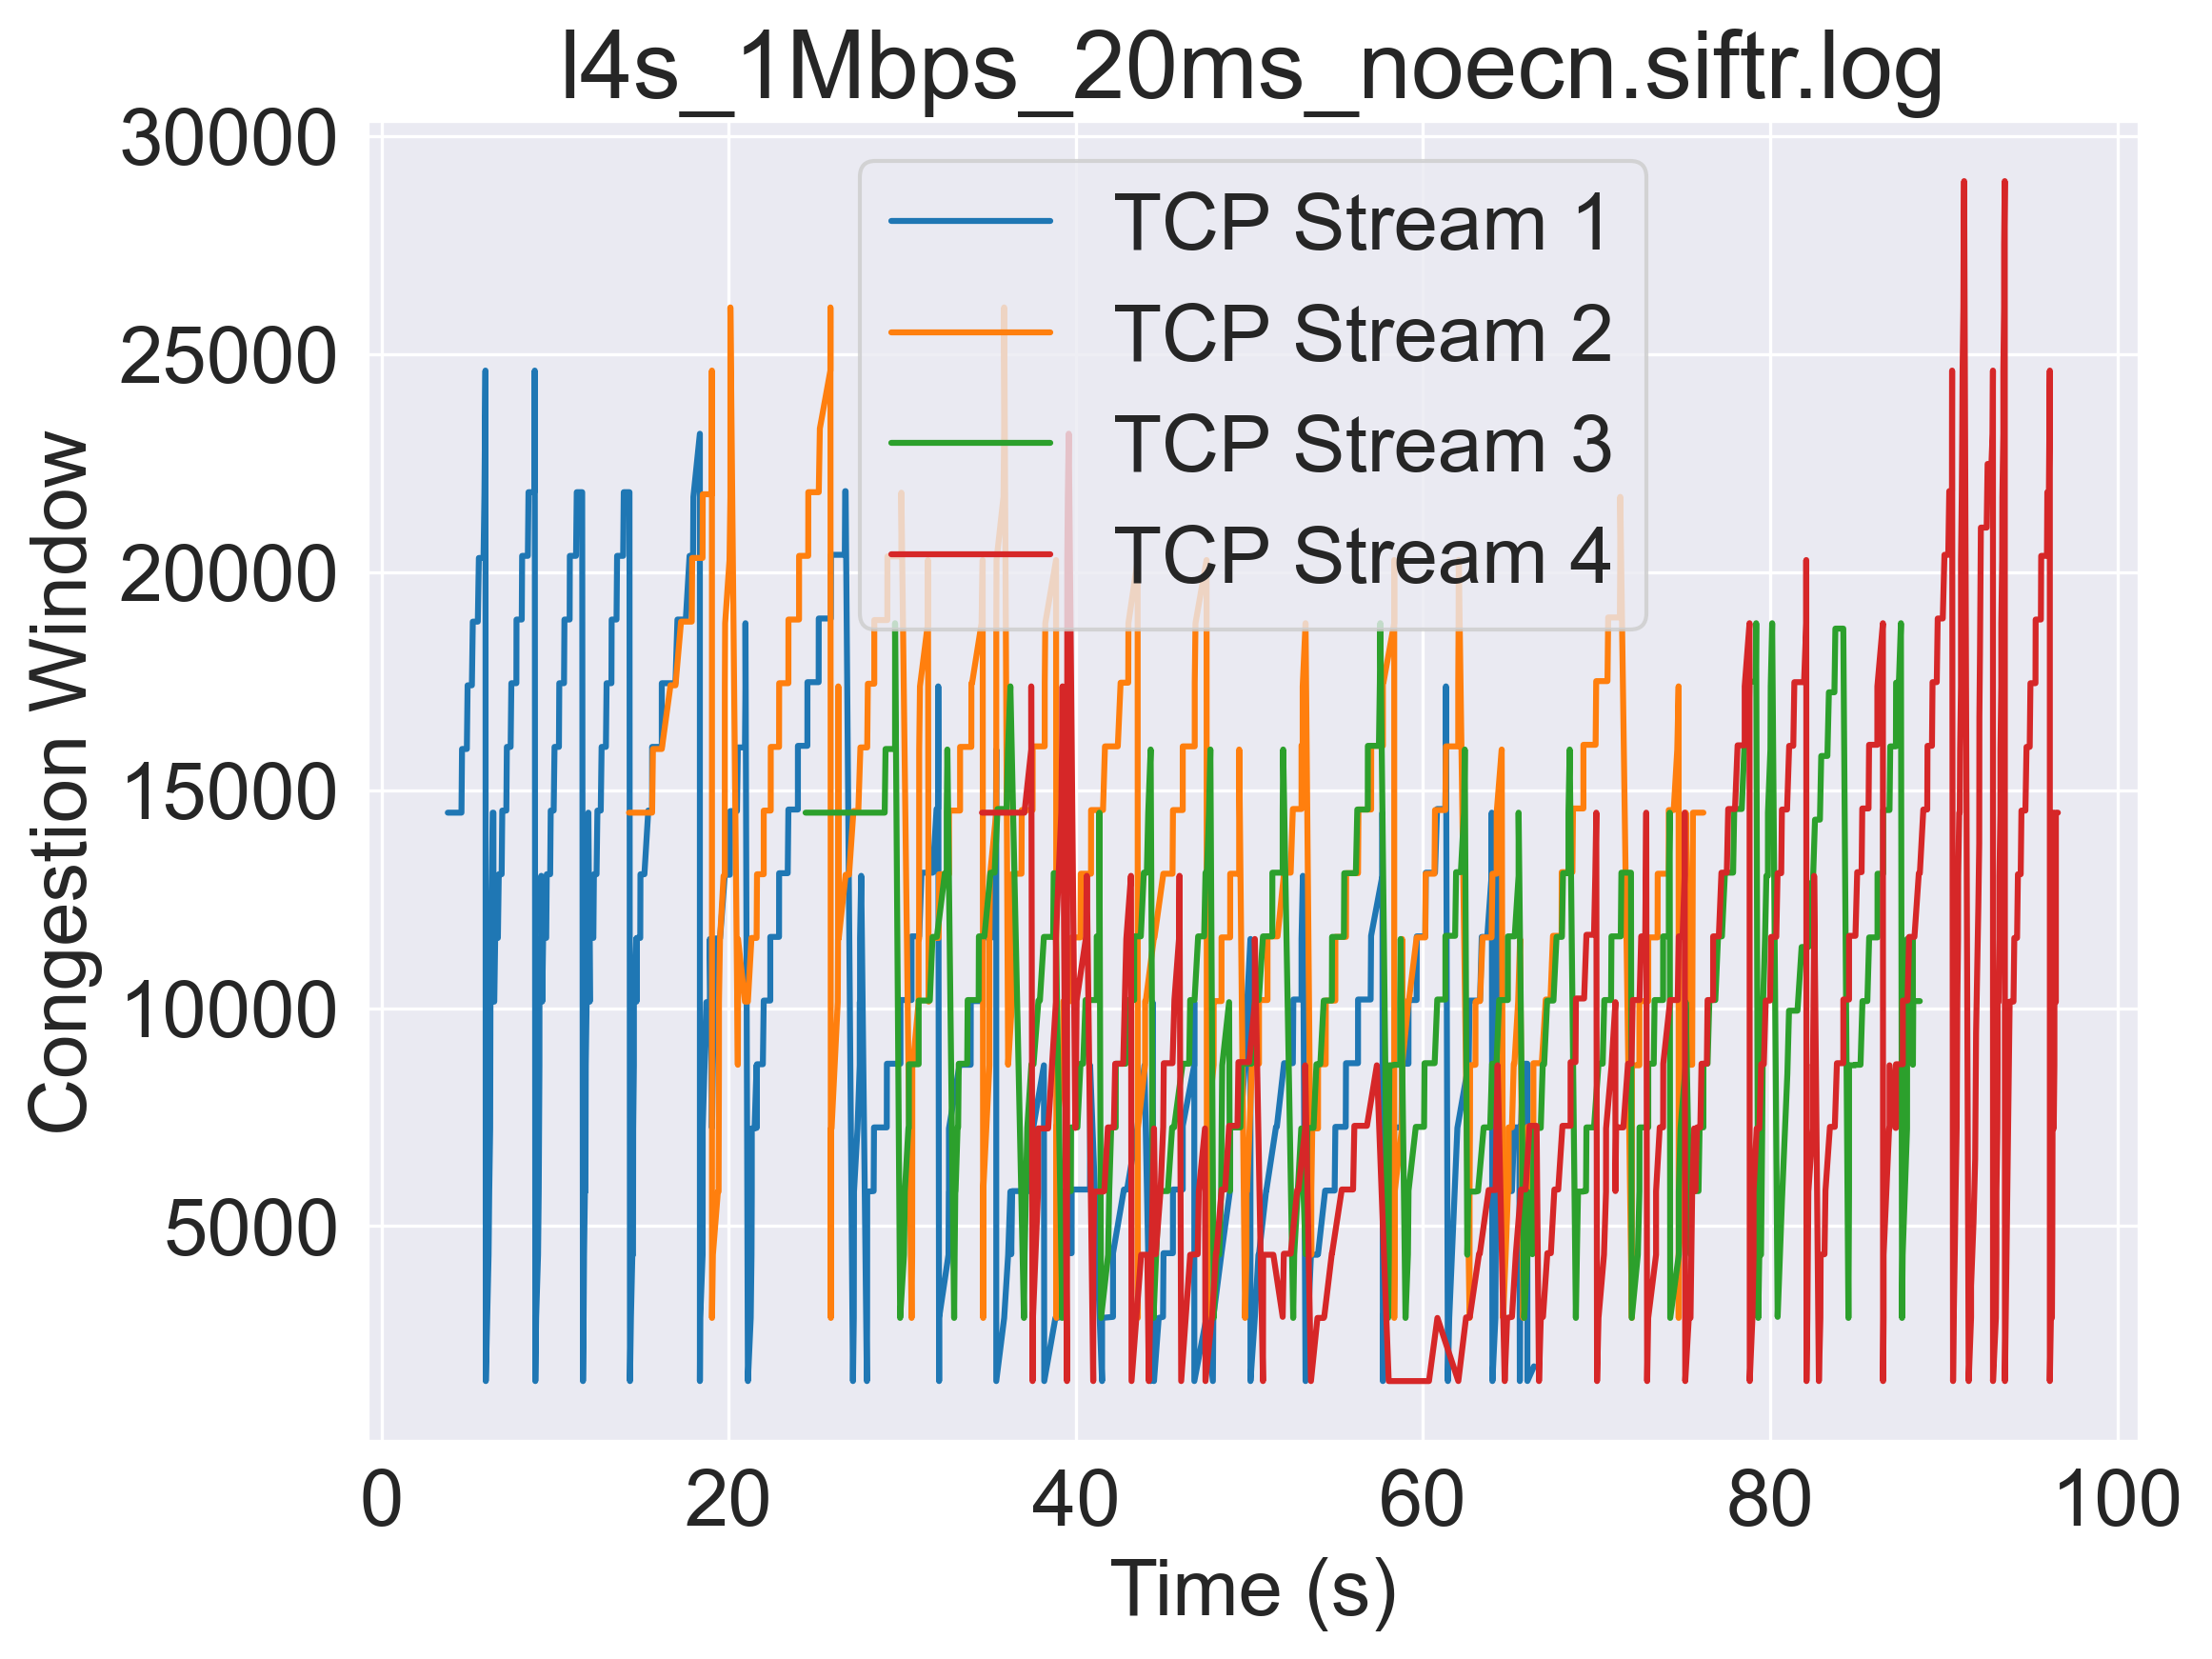 l4s_1Mbps_20ms_noecn.siftr.log
30000
25000
20000
15000
10000
5000
Congestion Window
TCP Stream 1
TCP Stream 2
TCP Stream 3
TCP Stream 4
0 20 40 60 80 100
Time (s)